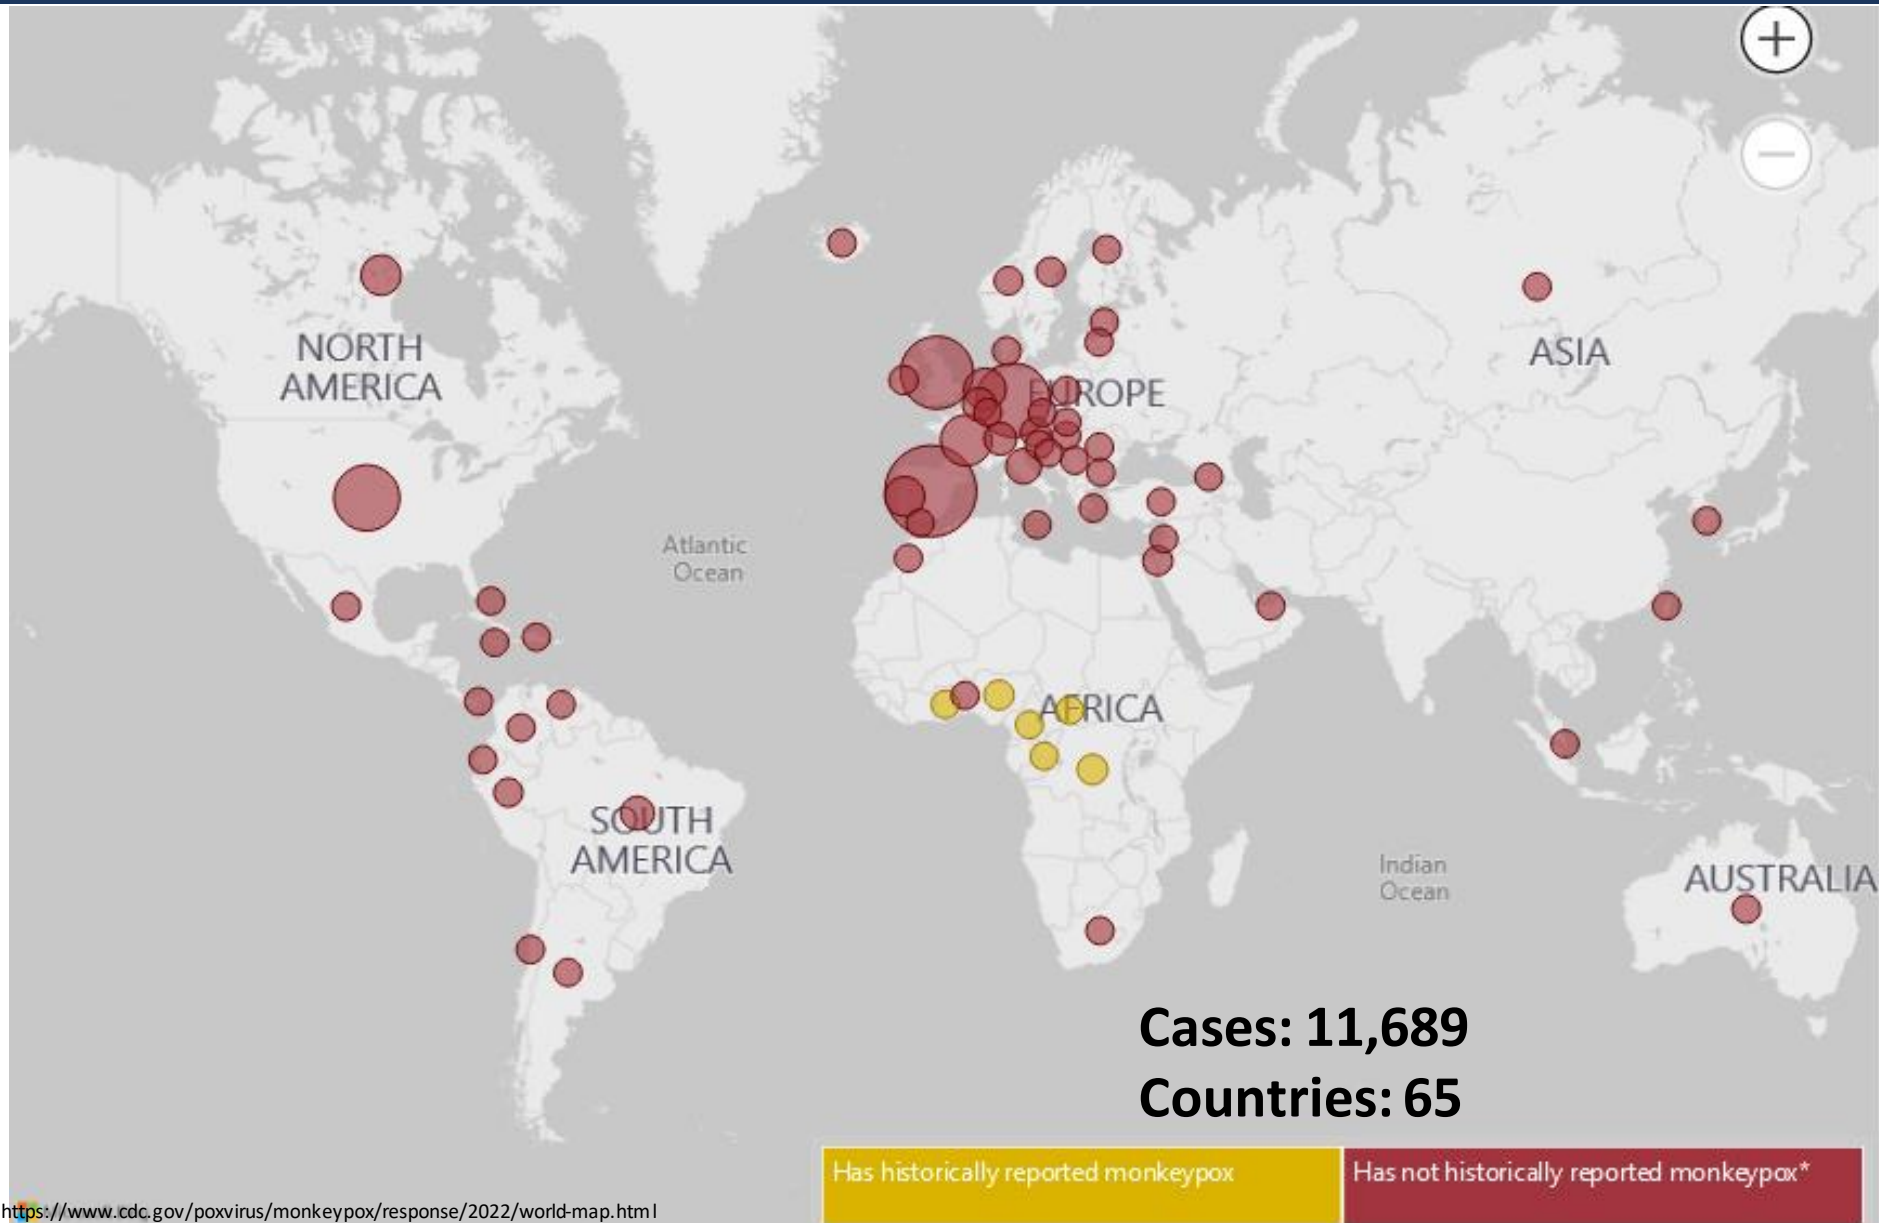 NORTH
AMERICA
ASIA
EUROPE
Atlantic
Ocean
AFRICA
SOUTH
AMERICA
Indian
Ocean
AUSTRALIA
Cases: 11,689
Countries: 65
Has historically reported monkeypox
Has not historically reported monkeypox*
https://www.cdc.gov/poxvirus/monkeypox/response/2022/world-map.html